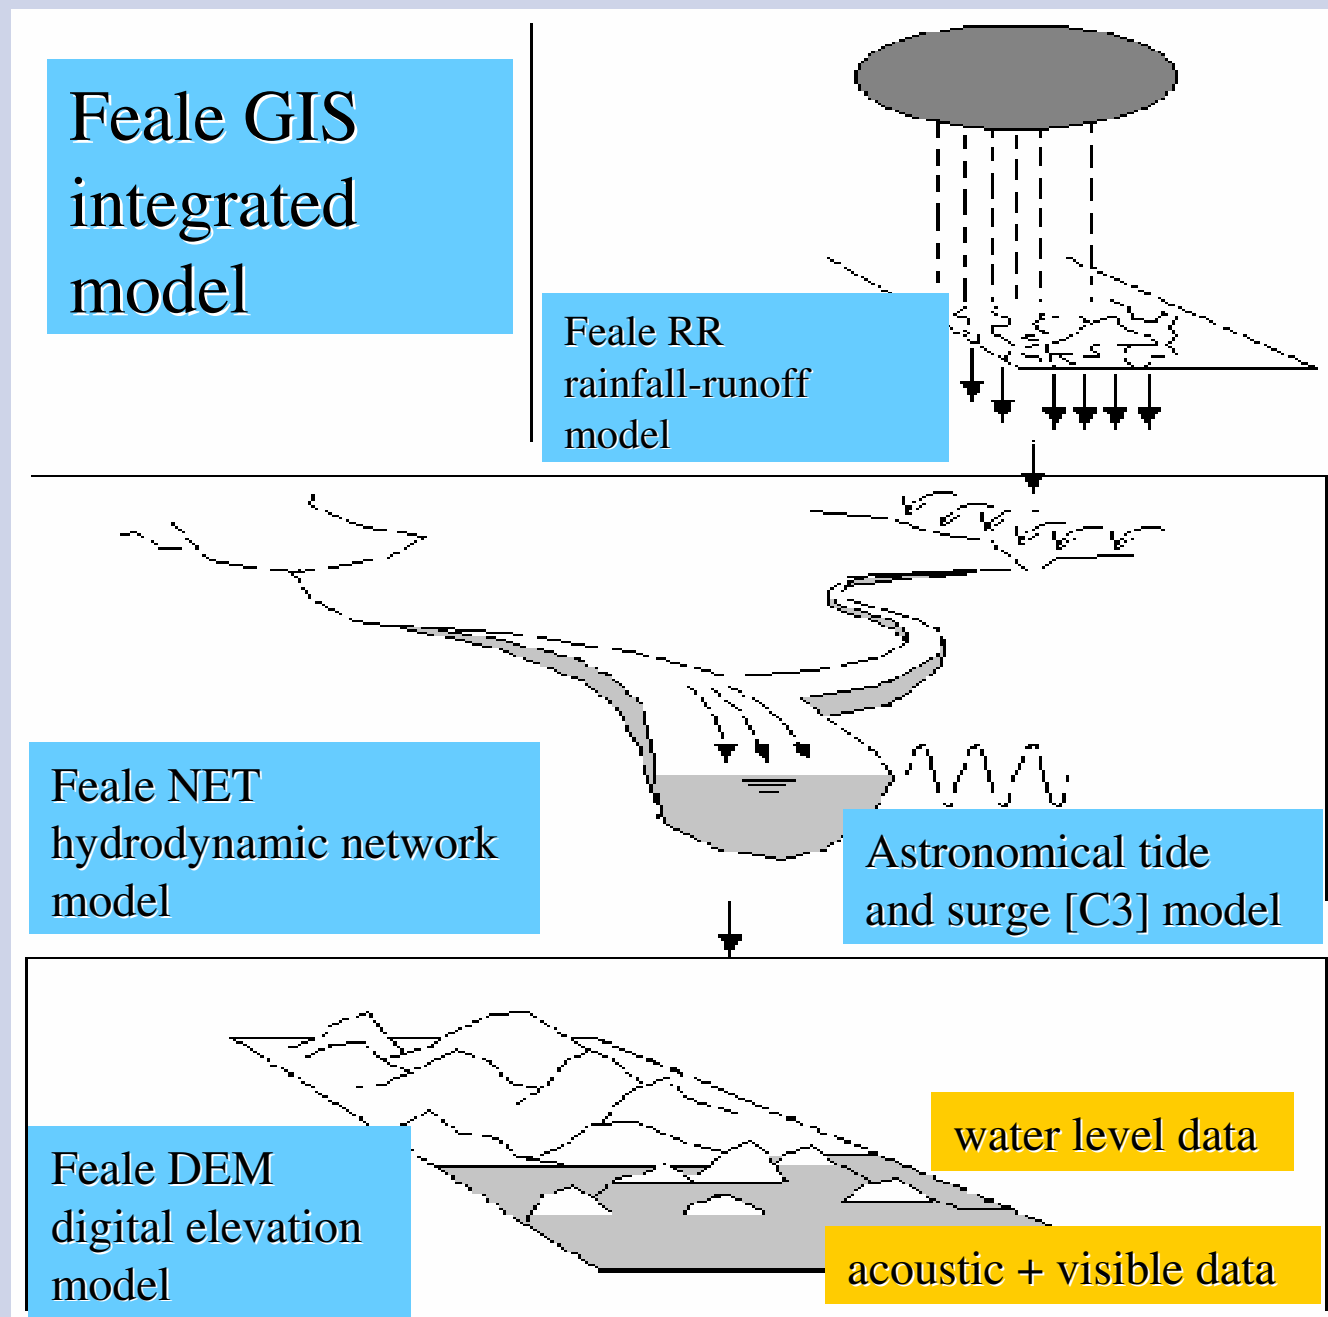 Feale GIS
integrated
model
Feale RR
rainfall-runoff
model
Feale NET
hydrodynamic network
model
Astronomical tide
and surge [C3] model
water level data
Feale DEM
digital elevation
model
acoustic + visible data